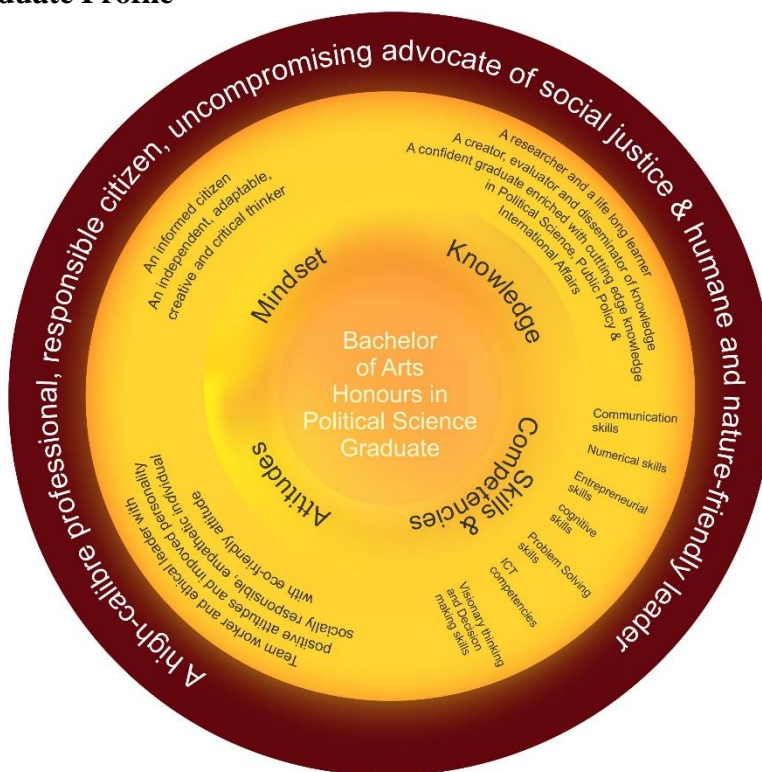 duate Profile
A high-calibre professional, responsible citizen, uncompromising advocate of social justice & humane and nature-friendly leader
An informed citizen
An independent, adaptable,
creative and critical thinker
Mindset
A researcher and a life long learner
A creator, evaluator and disseminator of knowledge
A confident graduate enriched with cuttting edge knowledge
in Political Science, Public Policy &
International Affairs
Knowledge
Bachelor
of Arts
Honours in
Political Science
Graduate
Attitudes
Team worker and ethical leader with
positive attitudes and improved personality
socially responsible, empathetic individual
with eco-friendly attitude
Skills &
Competencies
Communication
skills
Numerical skills
Entrepreneurial
skills
cognitive
skills
Problem Solving
skills
ICT
competencies
Visionary thinking
and Decision
making skills